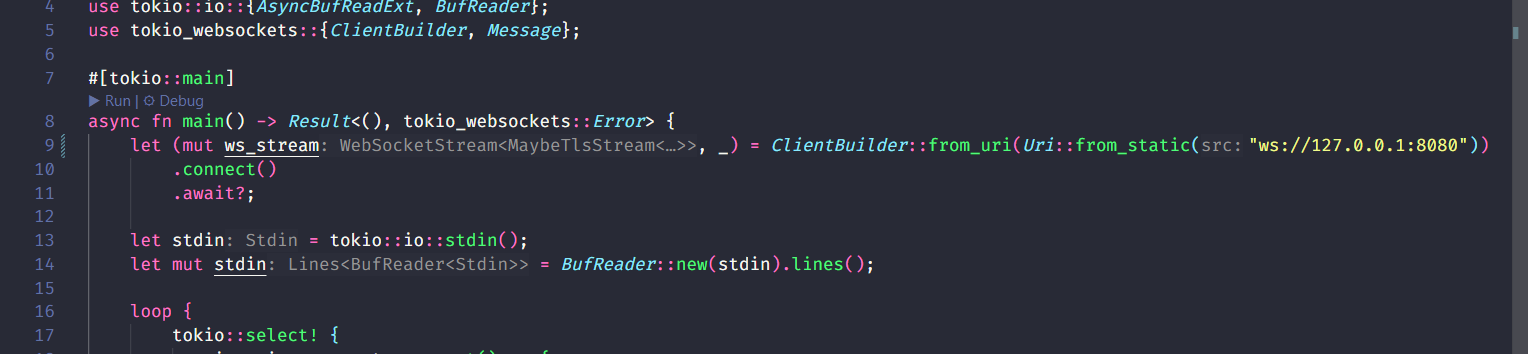 4 use tokio::io::{AsyncBufReadExt, BufReader};
5 use tokio_websockets::{ClientBuilder, Message};
6
7 #[tokio::main]
▶ Run | ⚙ Debug
8 async fn main() -> Result<(), tokio_websockets::Error> {
9 let (mut ws_stream: WebSocketStream<MaybeTlsStream<…>>, _) = ClientBuilder::from_uri(Uri::from_static(src: "ws://127.0.0.1:8080"))
10 .connect()
11 .await?;
12
13 let stdin: Stdin = tokio::io::stdin();
14 let mut stdin: Lines<BufReader<Stdin>> = BufReader::new(stdin).lines();
15
16 loop {
17 tokio::select! {